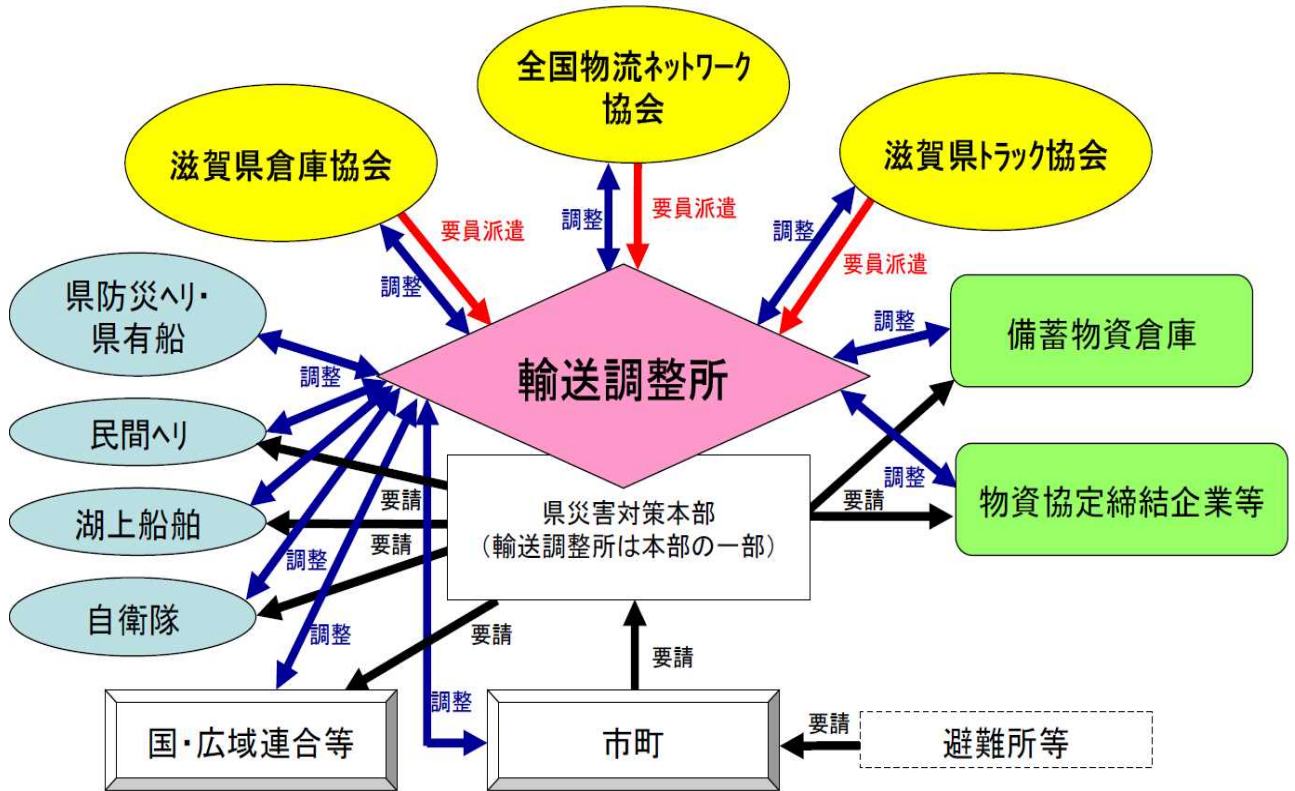 全国物流ネットワーク
協会
滋賀県倉庫協会
滋賀県トラック協会
調整
要員派遣
要員派遣
調整
調整
要員派遣
県防災ヘリ・
県有船
調整
備蓄物資倉庫
輸送調整所
調整
民間ヘリ
調整
物資協定締結企業等
要請
要請
湖上船舶
県災害対策本部
（輸送調整所は本部の一部）
要請
調整
自衛隊
調整
要請
要請
調整
国・広域連合等
市町
要請
避難所等